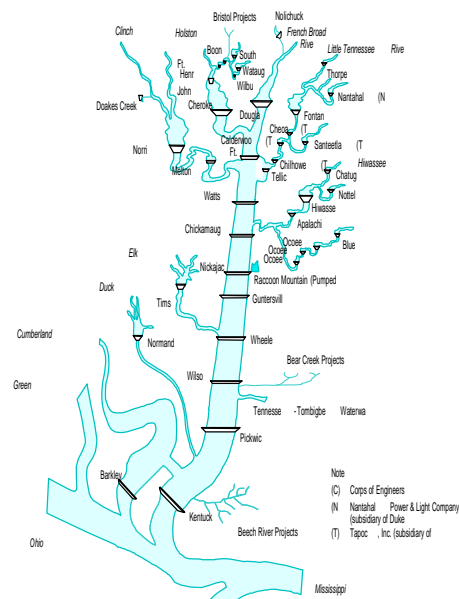 Bristol Projects
Nolichuck
Clinch
Holston
French Broad
Rive
Boon
South
Little Tennessee Rive
Ft.
Henr
Wataug
Thorpe
John
Wilbu
Nantahal (N
Doakes Creek
Cheroke
Dougla
Fontan
Cheoa (T
Calderwoo (T
Santeetla (T
Norri
Ft.
Melton
Chilhowe (T
Hiwassee
Tellic
Chatug
Watts
Nottel
Hiwasse
Apalachi
Chickamaug
Ocoee
Blue
Ocoee
Ocoee
Elk
Nickajac
Raccoon Mountain (Pumped
Duck
Tims
Guntersvill
Cumberland
Normand
Wheele
Bear Creek Projects
Green
Wilso
Tennesse - Tombigbe Waterwa
Pickwic
Barkley
Note
(C) Corps of Engineers
(N Nantahal Power & Light Company
(subsidiary of Duke
(T) Tapoc , Inc. (subsidiary of
Kentuck
Beech River Projects
Ohio
Mississippi